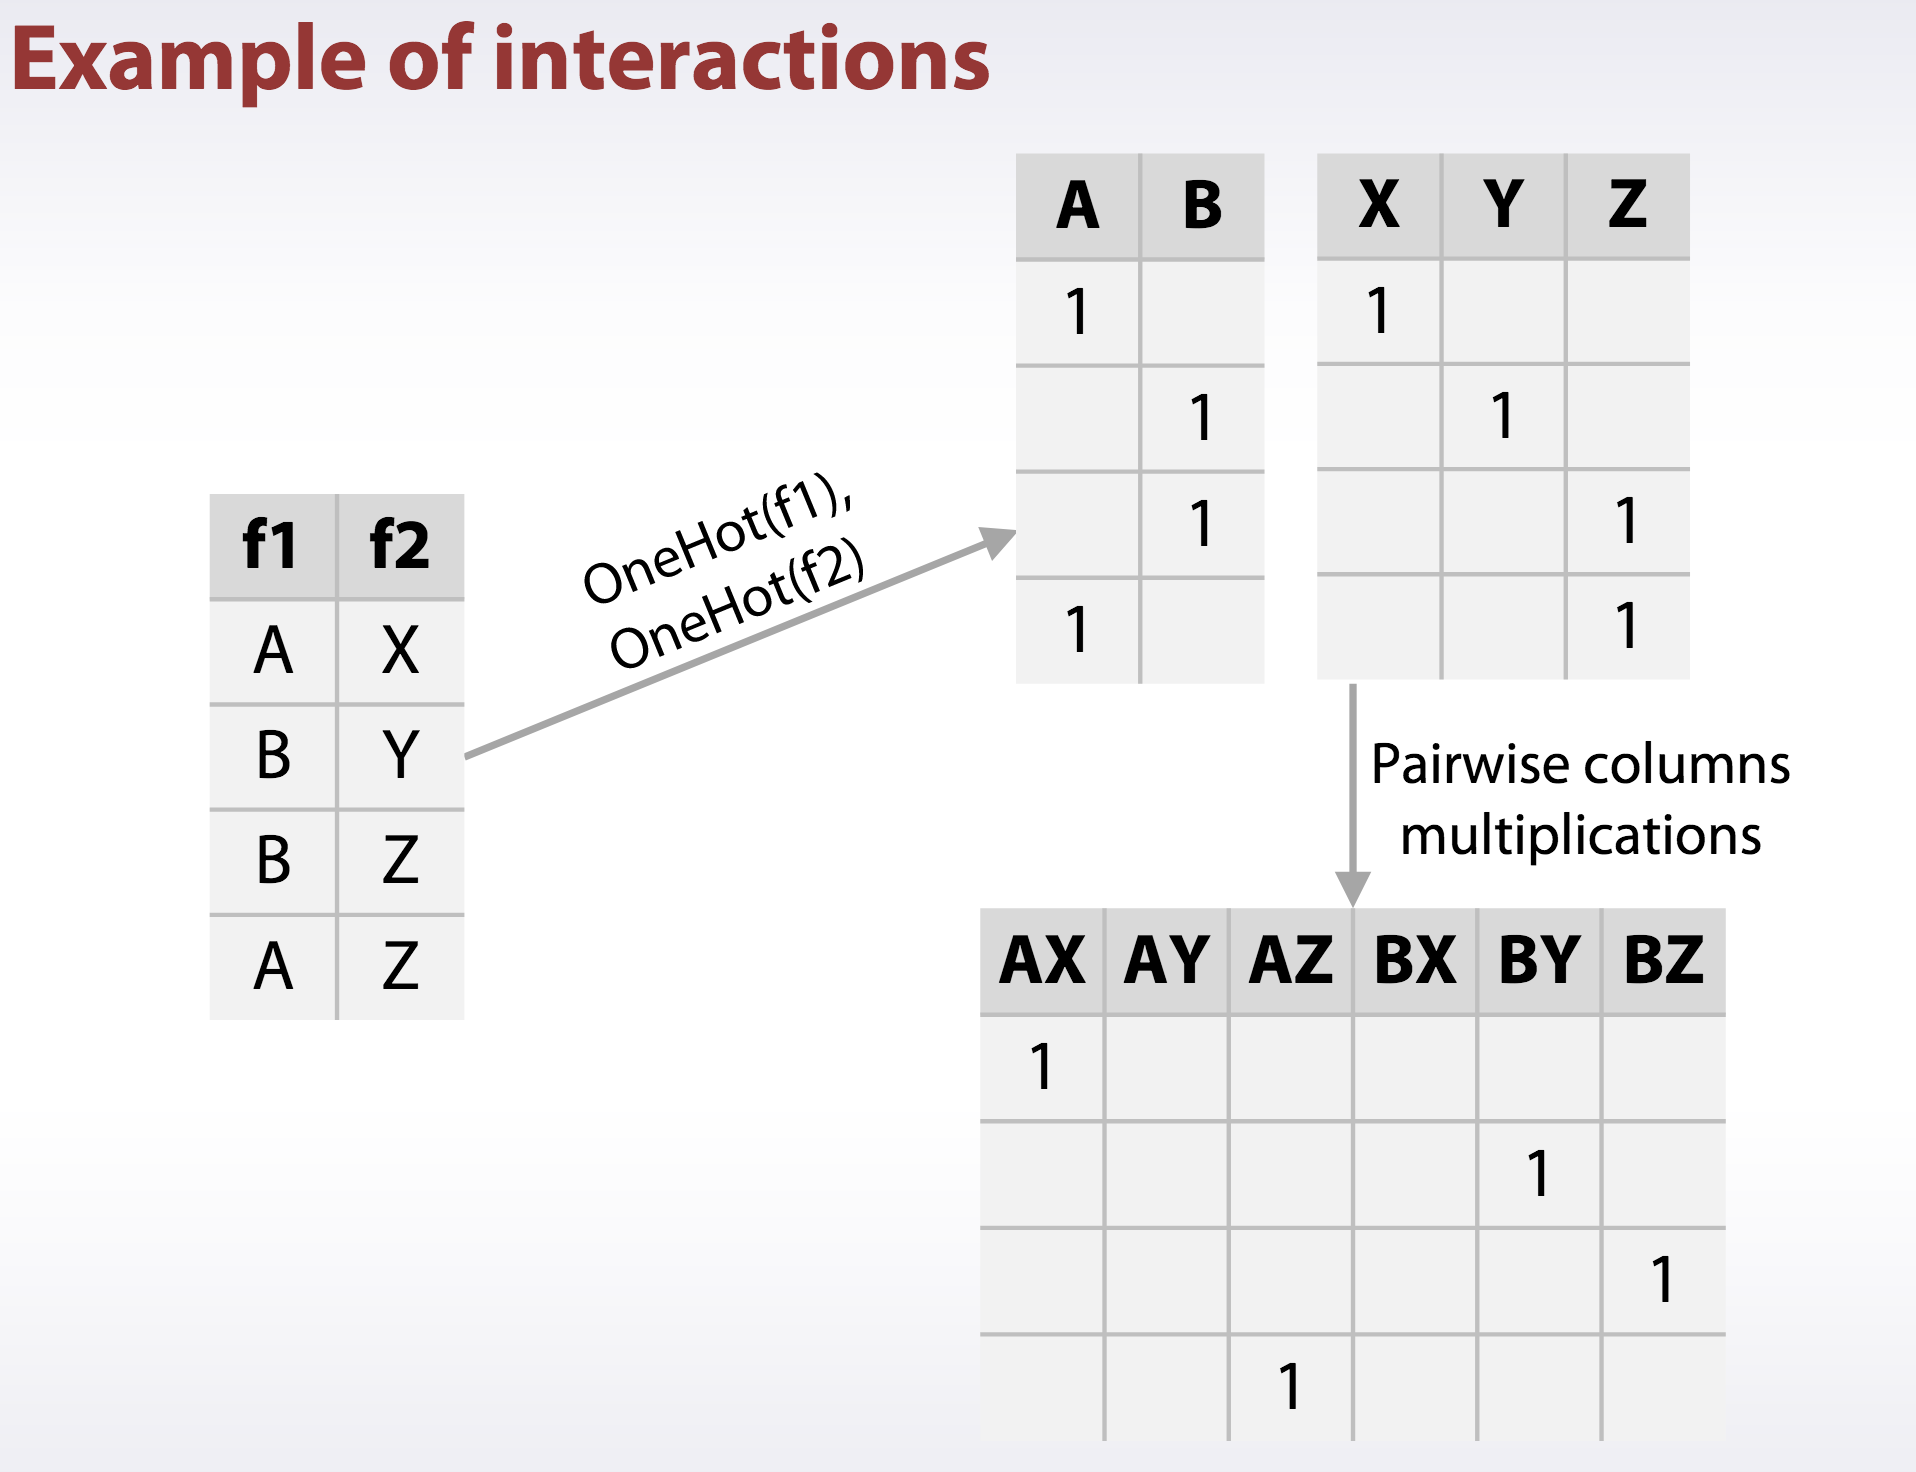 Example of interactions
f1 f2
A X
B Y
B Z
A Z
OneHot(f1),
OneHot(f2)
A B
1
1
1
1
X Y Z
1
1
1
1
Pairwise columns
multiplications
AX AY AZ BX BY BZ
1
1
1
1